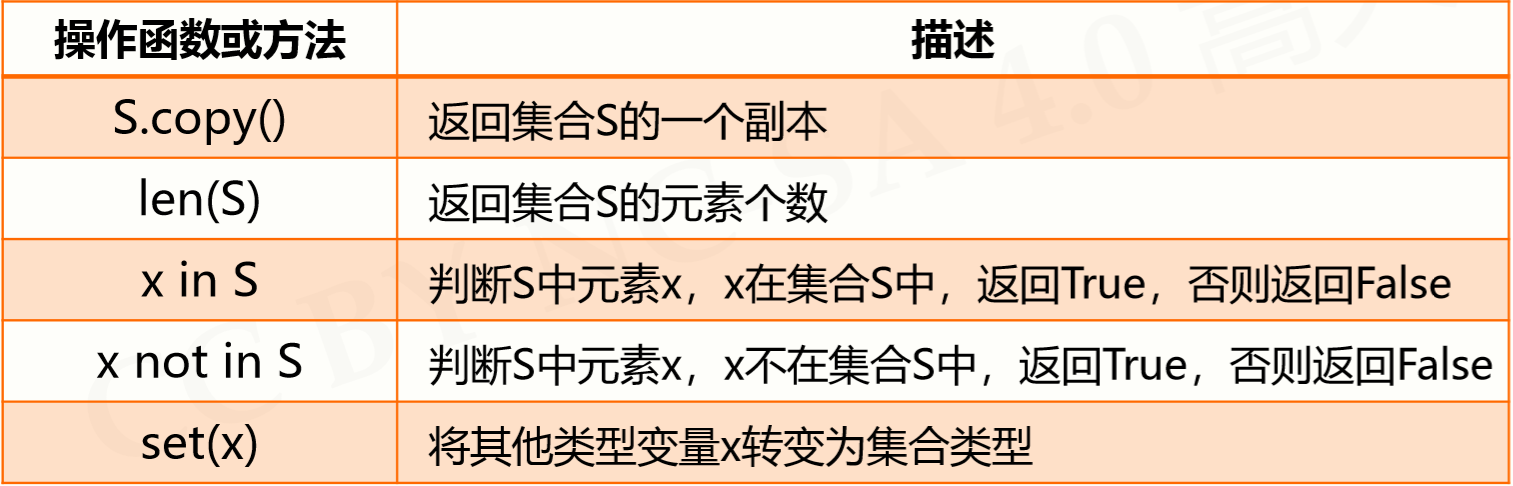 操作函数或方法 描述
S.copy() 返回集合S的一个副本
len(S) 返回集合S的元素个数
x in S 判断S中元素x，x在集合S中，返回True，否则返回False
x not in S 判断S中元素x，x不在集合S中，返回True，否则返回False
set(x) 将其他类型变量x转变为集合类型
CC BY NC SA 4.0 高